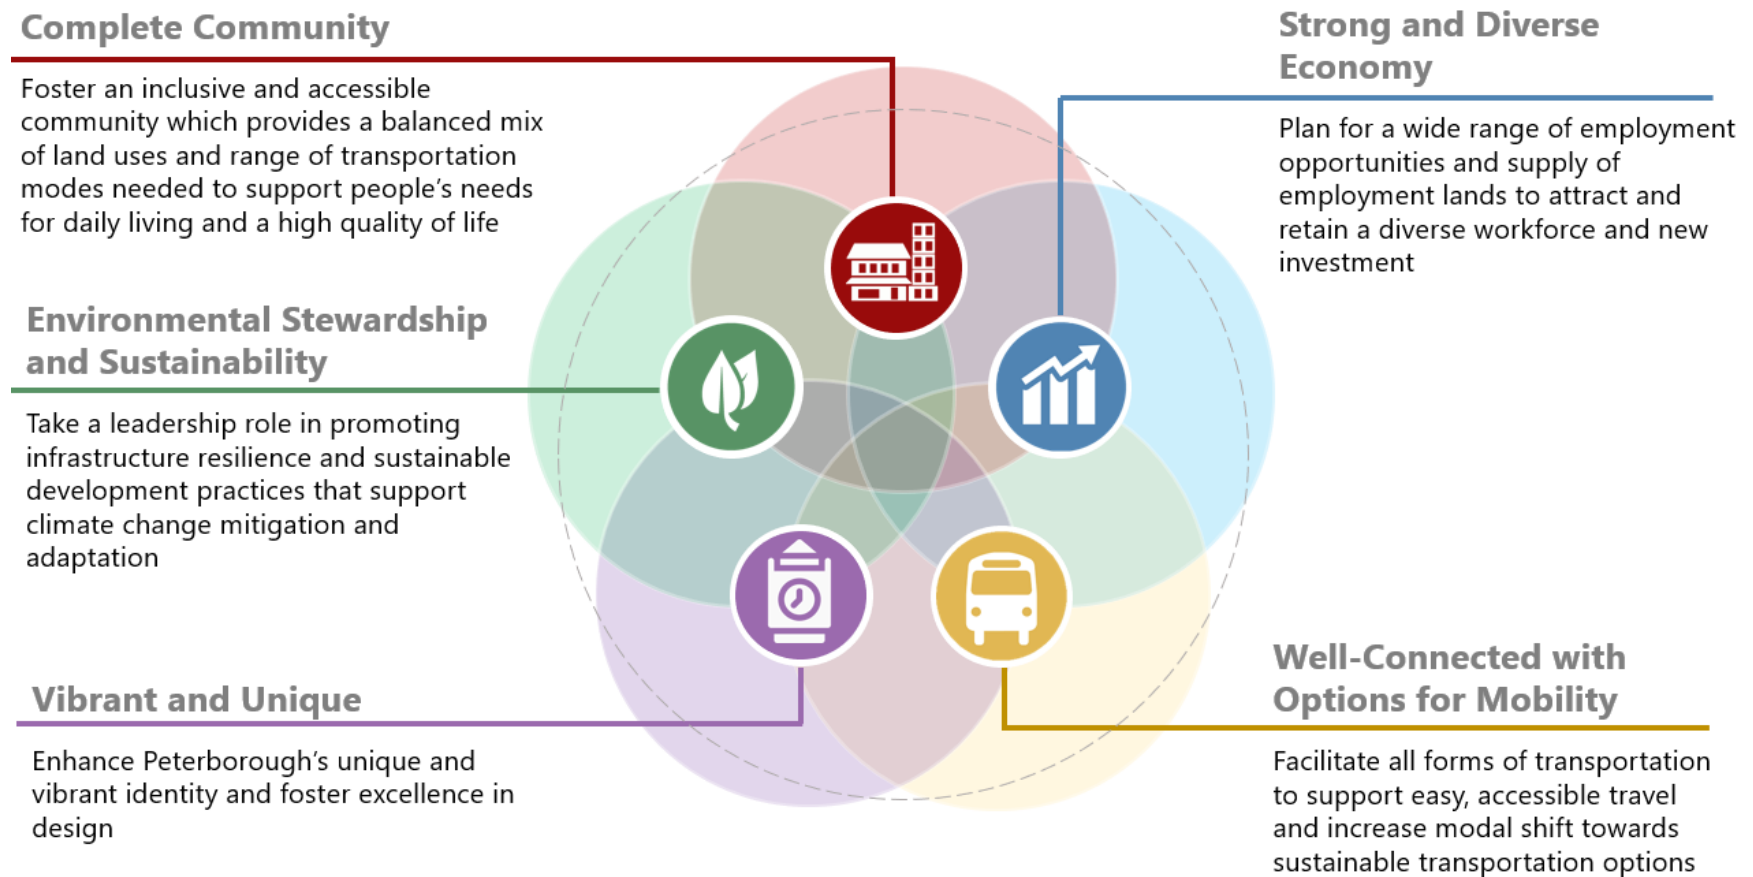 Complete Community
Foster an inclusive and accessible
community which provides a balanced mix
of land uses and range of transportation
modes needed to support people’s needs
for daily living and a high quality of life
Strong and Diverse
Economy
Plan for a wide range of employment
opportunities and supply of
employment lands to attract and
retain a diverse workforce and new
investment
Environmental Stewardship
and Sustainability
Take a leadership role in promoting
infrastructure resilience and sustainable
development practices that support
climate change mitigation and
adaptation
Vibrant and Unique
Enhance Peterborough’s unique and
vibrant identity and foster excellence in
design
Well-Connected with
Options for Mobility
Facilitate all forms of transportation
to support easy, accessible travel
and increase modal shift towards
sustainable transportation options